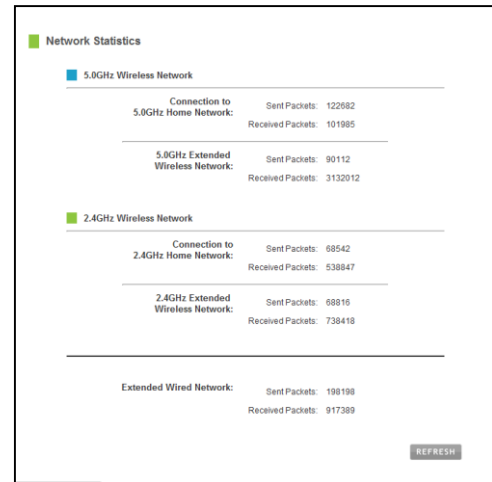 Network Statistics
5.0GHz Wireless Network
Connection to
5.0GHz Home Network:
Sent Packets: 122682
Received Packets: 101985
5.0GHz Extended
Wireless Network:
Sent Packets: 90112
Received Packets: 3132012
2.4GHz Wireless Network
Connection to
2.4GHz Home Network:
Sent Packets: 68542
Received Packets: 538847
2.4GHz Extended
Wireless Network:
Sent Packets: 68816
Received Packets: 738418
Extended Wired Network:
Sent Packets: 198198
Received Packets: 917389
REFRESH